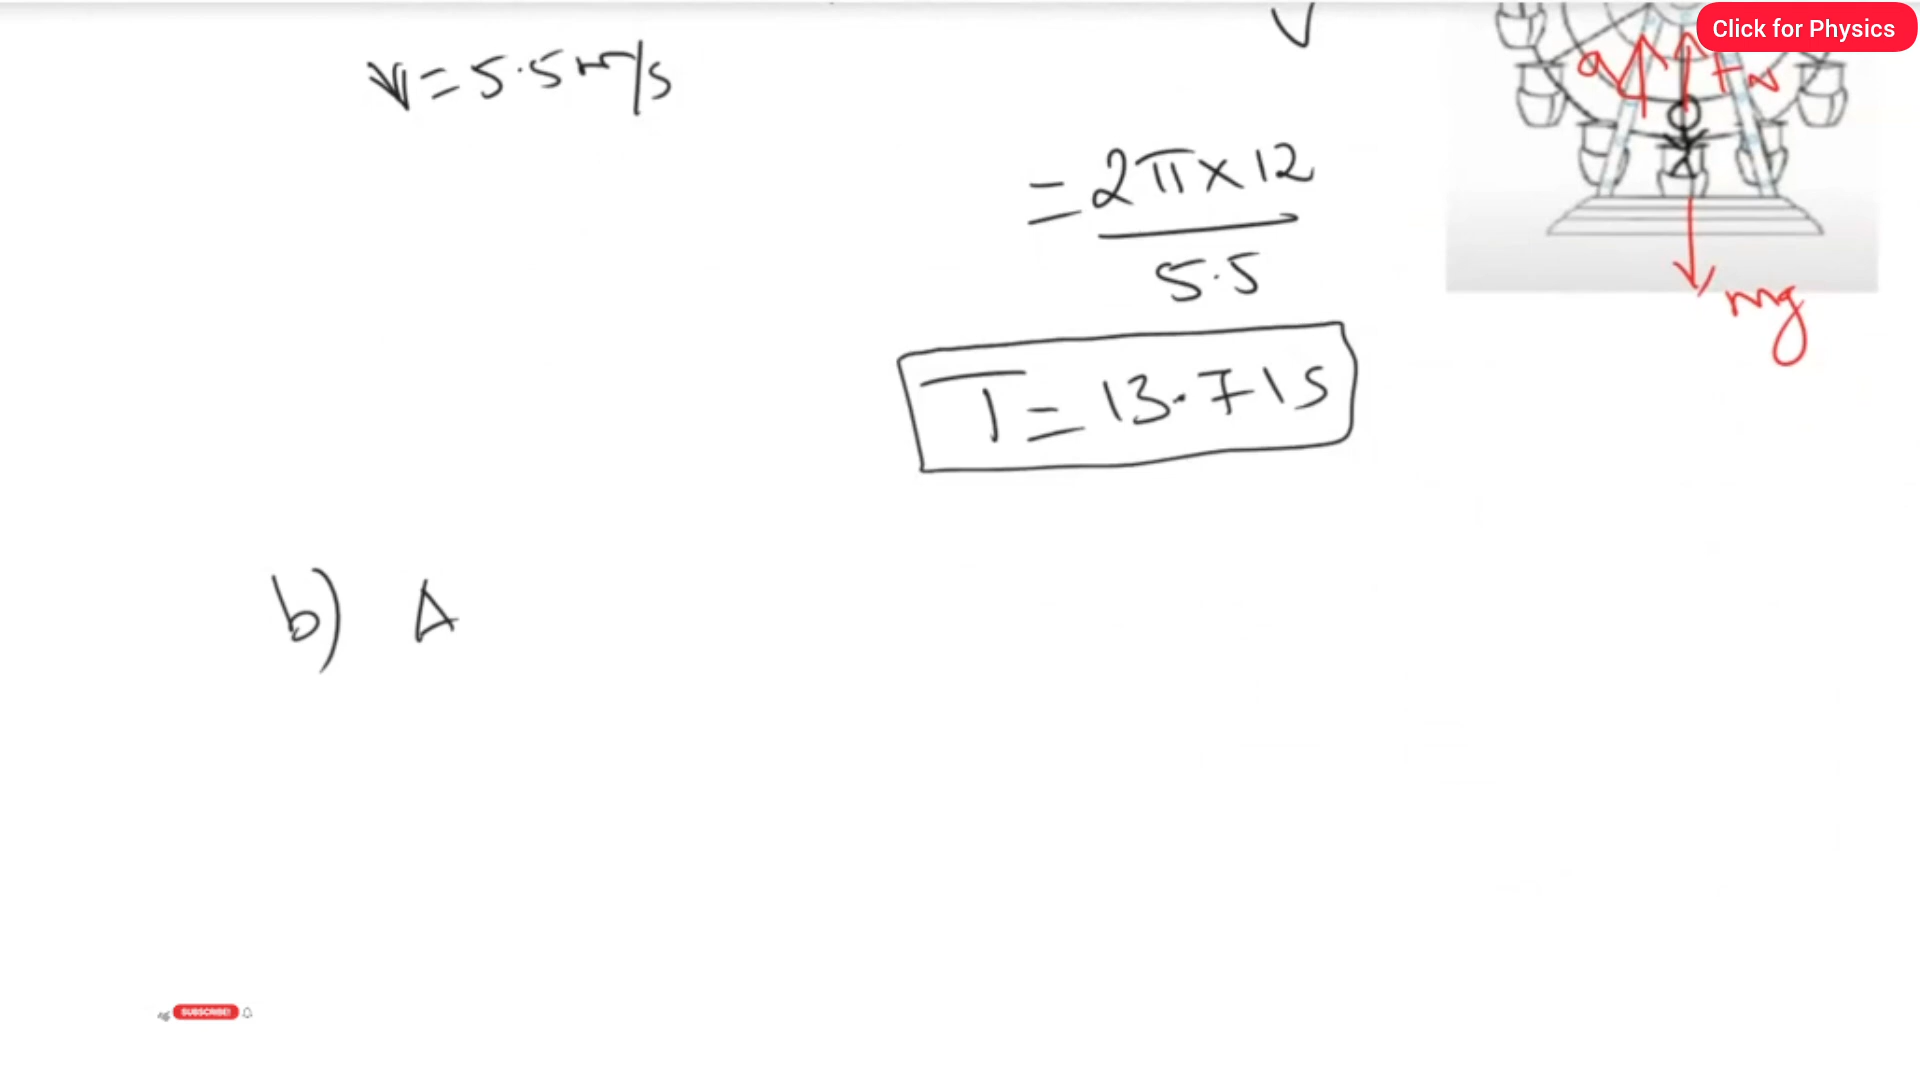 Click for Physics
V = 5.5 m/s
a
FN
= 2π × 12
5.5
mg
T = 13.71 s
b) A
SUBSCRIBE!